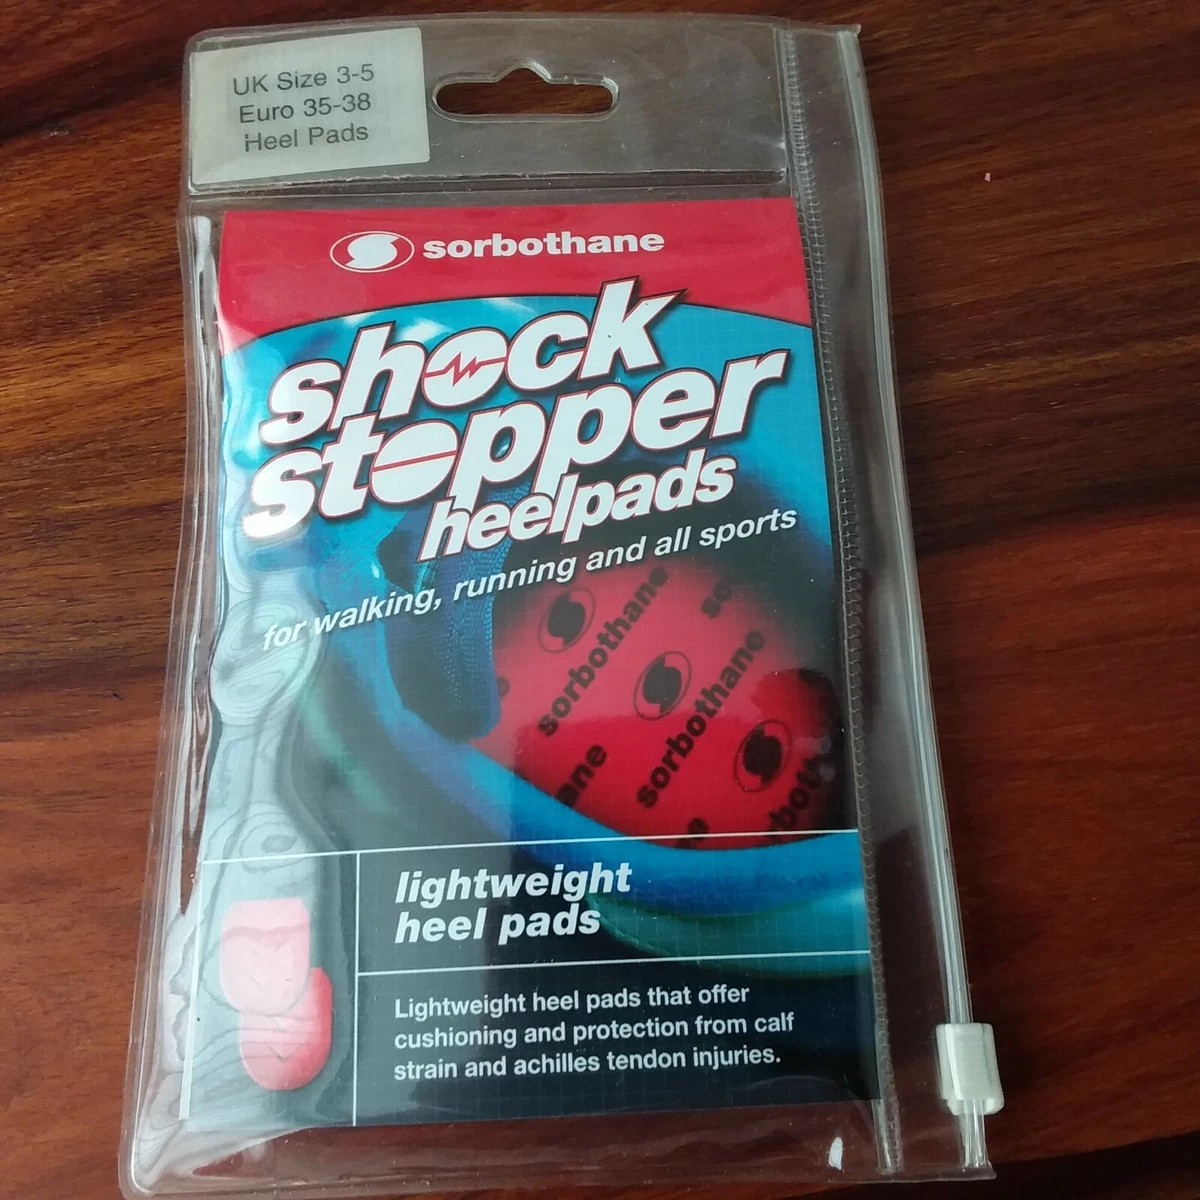 UK Size 3-5
Euro 35-38
Heel Pads
sorbothane
shock
stopper
heelpads
for walking, running and all sports
sorbothane
sorbothane
lightweight
heel pads
Lightweight heel pads that offer
cushioning and protection from calf
strain and achilles tendon injuries.